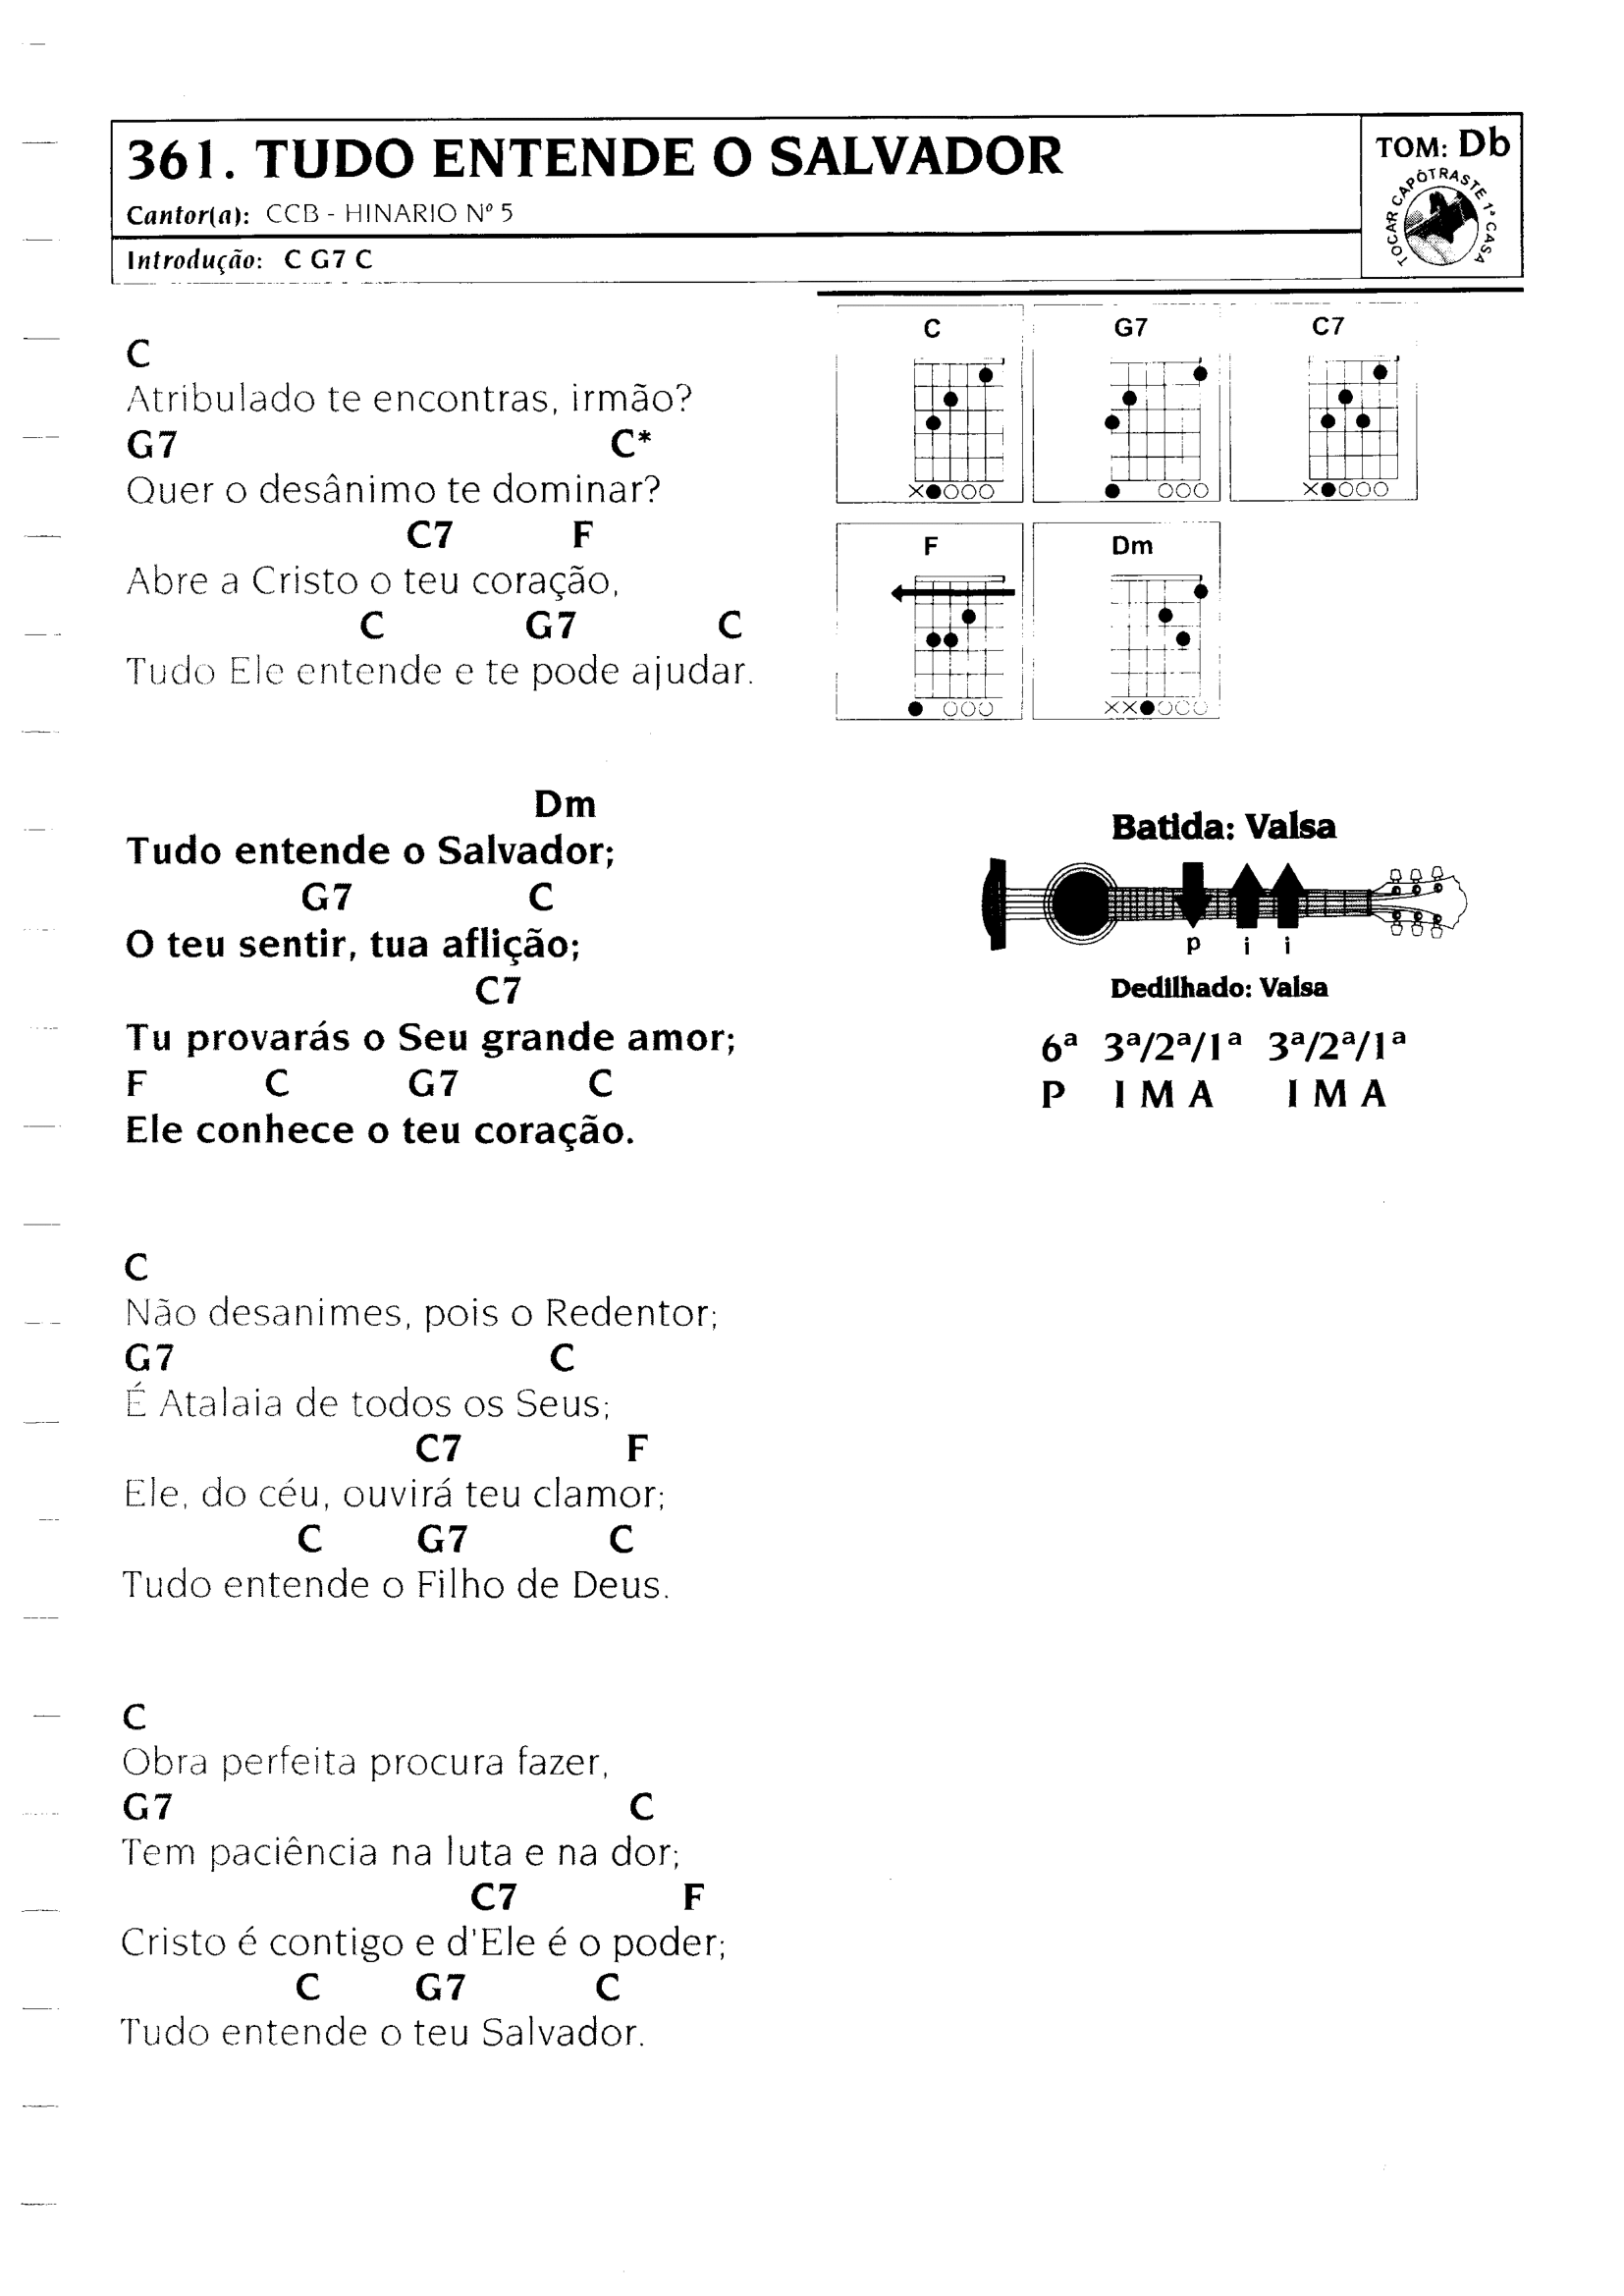 361. TUDO ENTENDE O SALVADOR
Cantor(a): CCB - HINARIO Nº 5
Introdução: C G7 C
TOM: Db
TOCAR CAPÔTRASTE 1ª CASA
C
Atribulado te encontras, irmão?
G7 C*
Quer o desânimo te dominar?
C7 F
Abre a Cristo o teu coração,
C G7 C
Tudo Ele entende e te pode ajudar.
Dm
Tudo entende o Salvador;
G7 C
O teu sentir, tua aflição;
C7
Tu provarás o Seu grande amor;
F C G7 C
Ele conhece o teu coração.
C
Não desanimes, pois o Redentor;
G7 C
É Atalaia de todos os Seus;
C7 F
Ele, do céu, ouvirá teu clamor;
C G7 C
Tudo entende o Filho de Deus.
C
Obra perfeita procura fazer,
G7 C
Tem paciência na luta e na dor;
C7 F
Cristo é contigo e d'Ele é o poder;
C G7 C
Tudo entende o teu Salvador.
C G7 C7
F Dm
Batida: Valsa
p i i
Dedilhado: Valsa
6ª 3ª/2ª/1ª 3ª/2ª/1ª
P I M A I M A